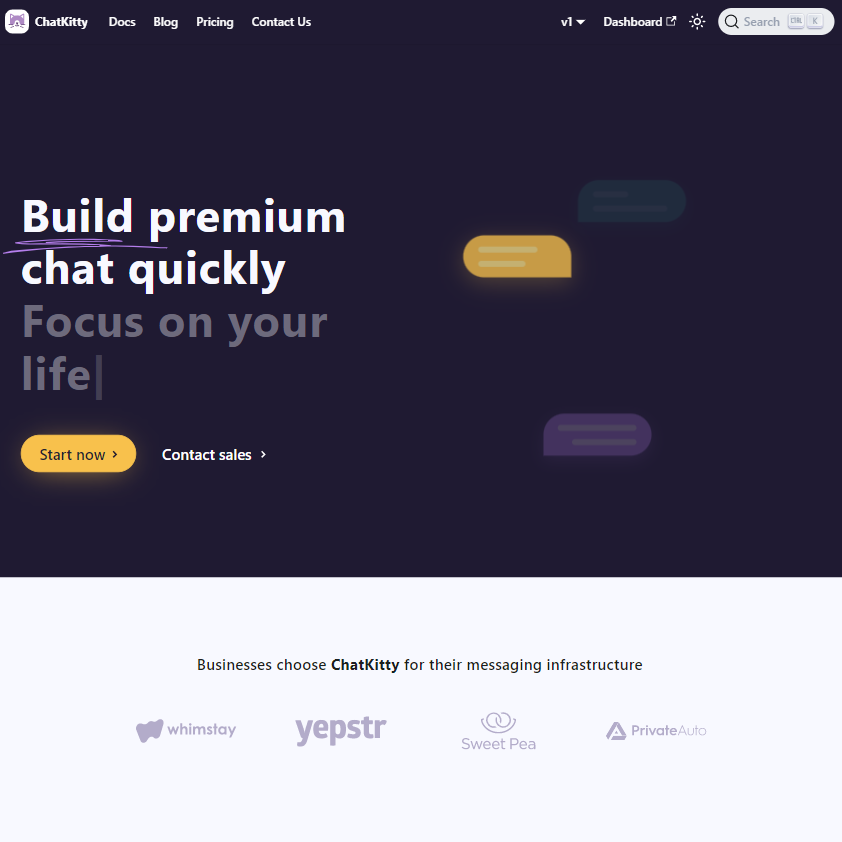 ChatKitty Docs Blog Pricing Contact Us v1 Dashboard Search CTRL K
Build premium
chat quickly
Focus on your
life
Start now Contact sales
Businesses choose ChatKitty for their messaging infrastructure
whimstay yepstr Sweet Pea PrivateAuto